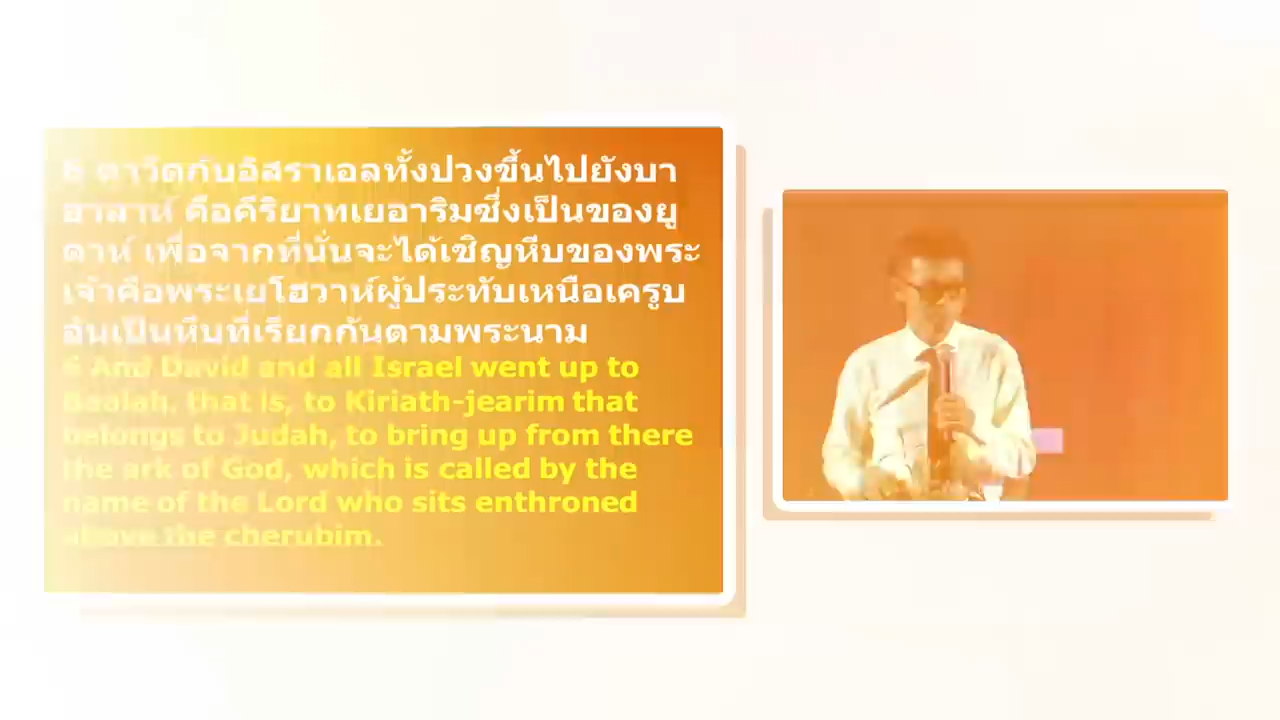 6 ดาวิดกับอิสราเอลทั้งปวงขึ้นไปยังบา
อาลาห์ คือคีริยาทเยอาริมซึ่งเป็นของยู
ดาห์ เพื่อจากที่นั่นจะได้เชิญหีบของพระ
เจ้าคือพระเยโฮวาห์ผู้ประทับเหนือเครูบ
อันเป็นหีบที่เรียกกันตามพระนาม
6 And David and all Israel went up to
Baalah, that is, to Kiriath-jearim that
belongs to Judah, to bring up from there
the ark of God, which is called by the
name of the Lord who sits enthroned
above the cherubim.